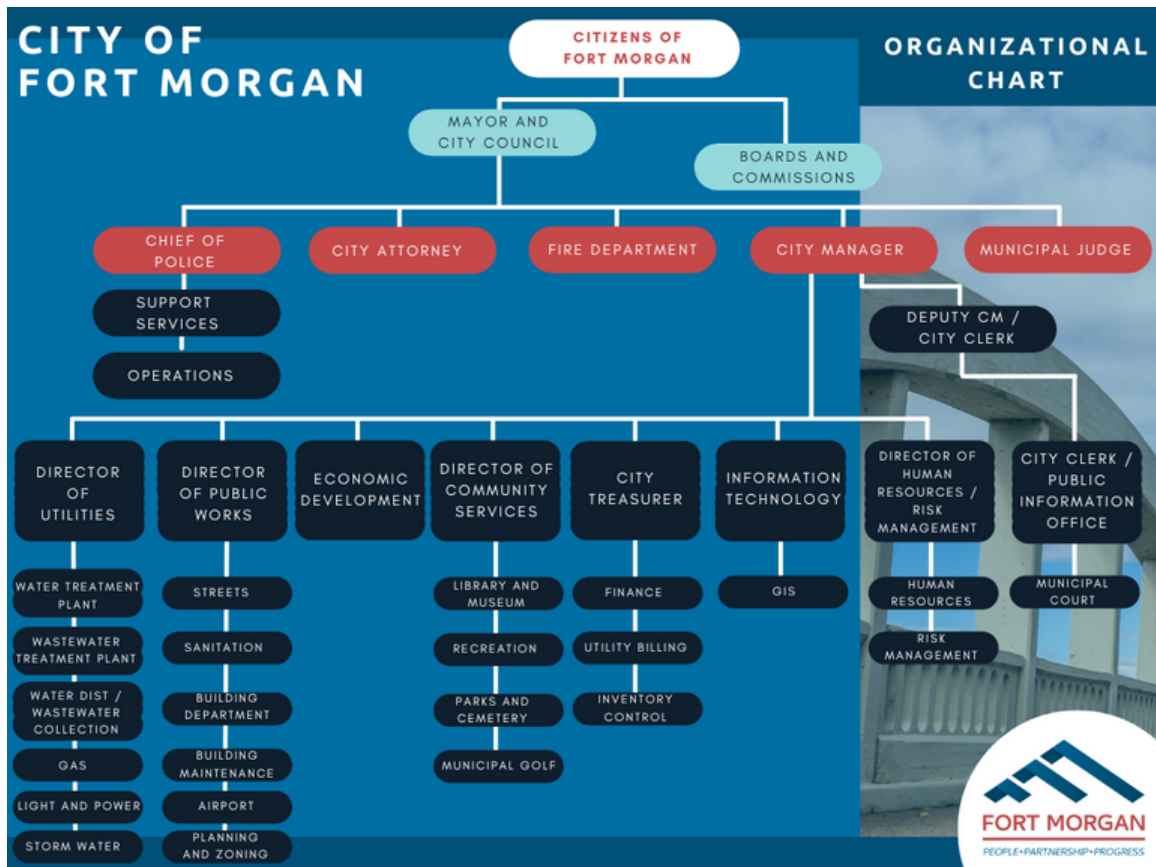 CITY OF
FORT MORGAN
CITIZENS OF
FORT MORGAN
ORGANIZATIONAL
CHART
MAYOR AND
CITY COUNCIL
BOARDS AND
COMMISSIONS
CHIEF OF
POLICE
CITY ATTORNEY
FIRE DEPARTMENT
CITY MANAGER
MUNICIPAL JUDGE
SUPPORT
SERVICES
OPERATIONS
DEPUTY CM /
CITY CLERK
DIRECTOR
OF
UTILITIES
WATER TREATMENT
PLANT
WASTEWATER
TREATMENT PLANT
WATER DIST /
WASTEWATER
COLLECTION
GAS
LIGHT AND POWER
STORM WATER
DIRECTOR
OF PUBLIC
WORKS
STREETS
SANITATION
BUILDING
DEPARTMENT
BUILDING
MAINTENANCE
AIRPORT
PLANNING
AND ZONING
ECONOMIC
DEVELOPMENT
DIRECTOR OF
COMMUNITY
SERVICES
LIBRARY AND
MUSEUM
RECREATION
PARKS AND
CEMETERY
MUNICIPAL GOLF
CITY
TREASURER
FINANCE
UTILITY BILLING
INVENTORY
CONTROL
INFORMATION
TECHNOLOGY
GIS
DIRECTOR OF
HUMAN
RESOURCES /
RISK
MANAGEMENT
HUMAN
RESOURCES
RISK
MANAGEMENT
CITY CLERK /
PUBLIC
INFORMATION
OFFICE
MUNICIPAL
COURT
FORT MORGAN
PEOPLE•PARTNERSHIP•PROGRESS